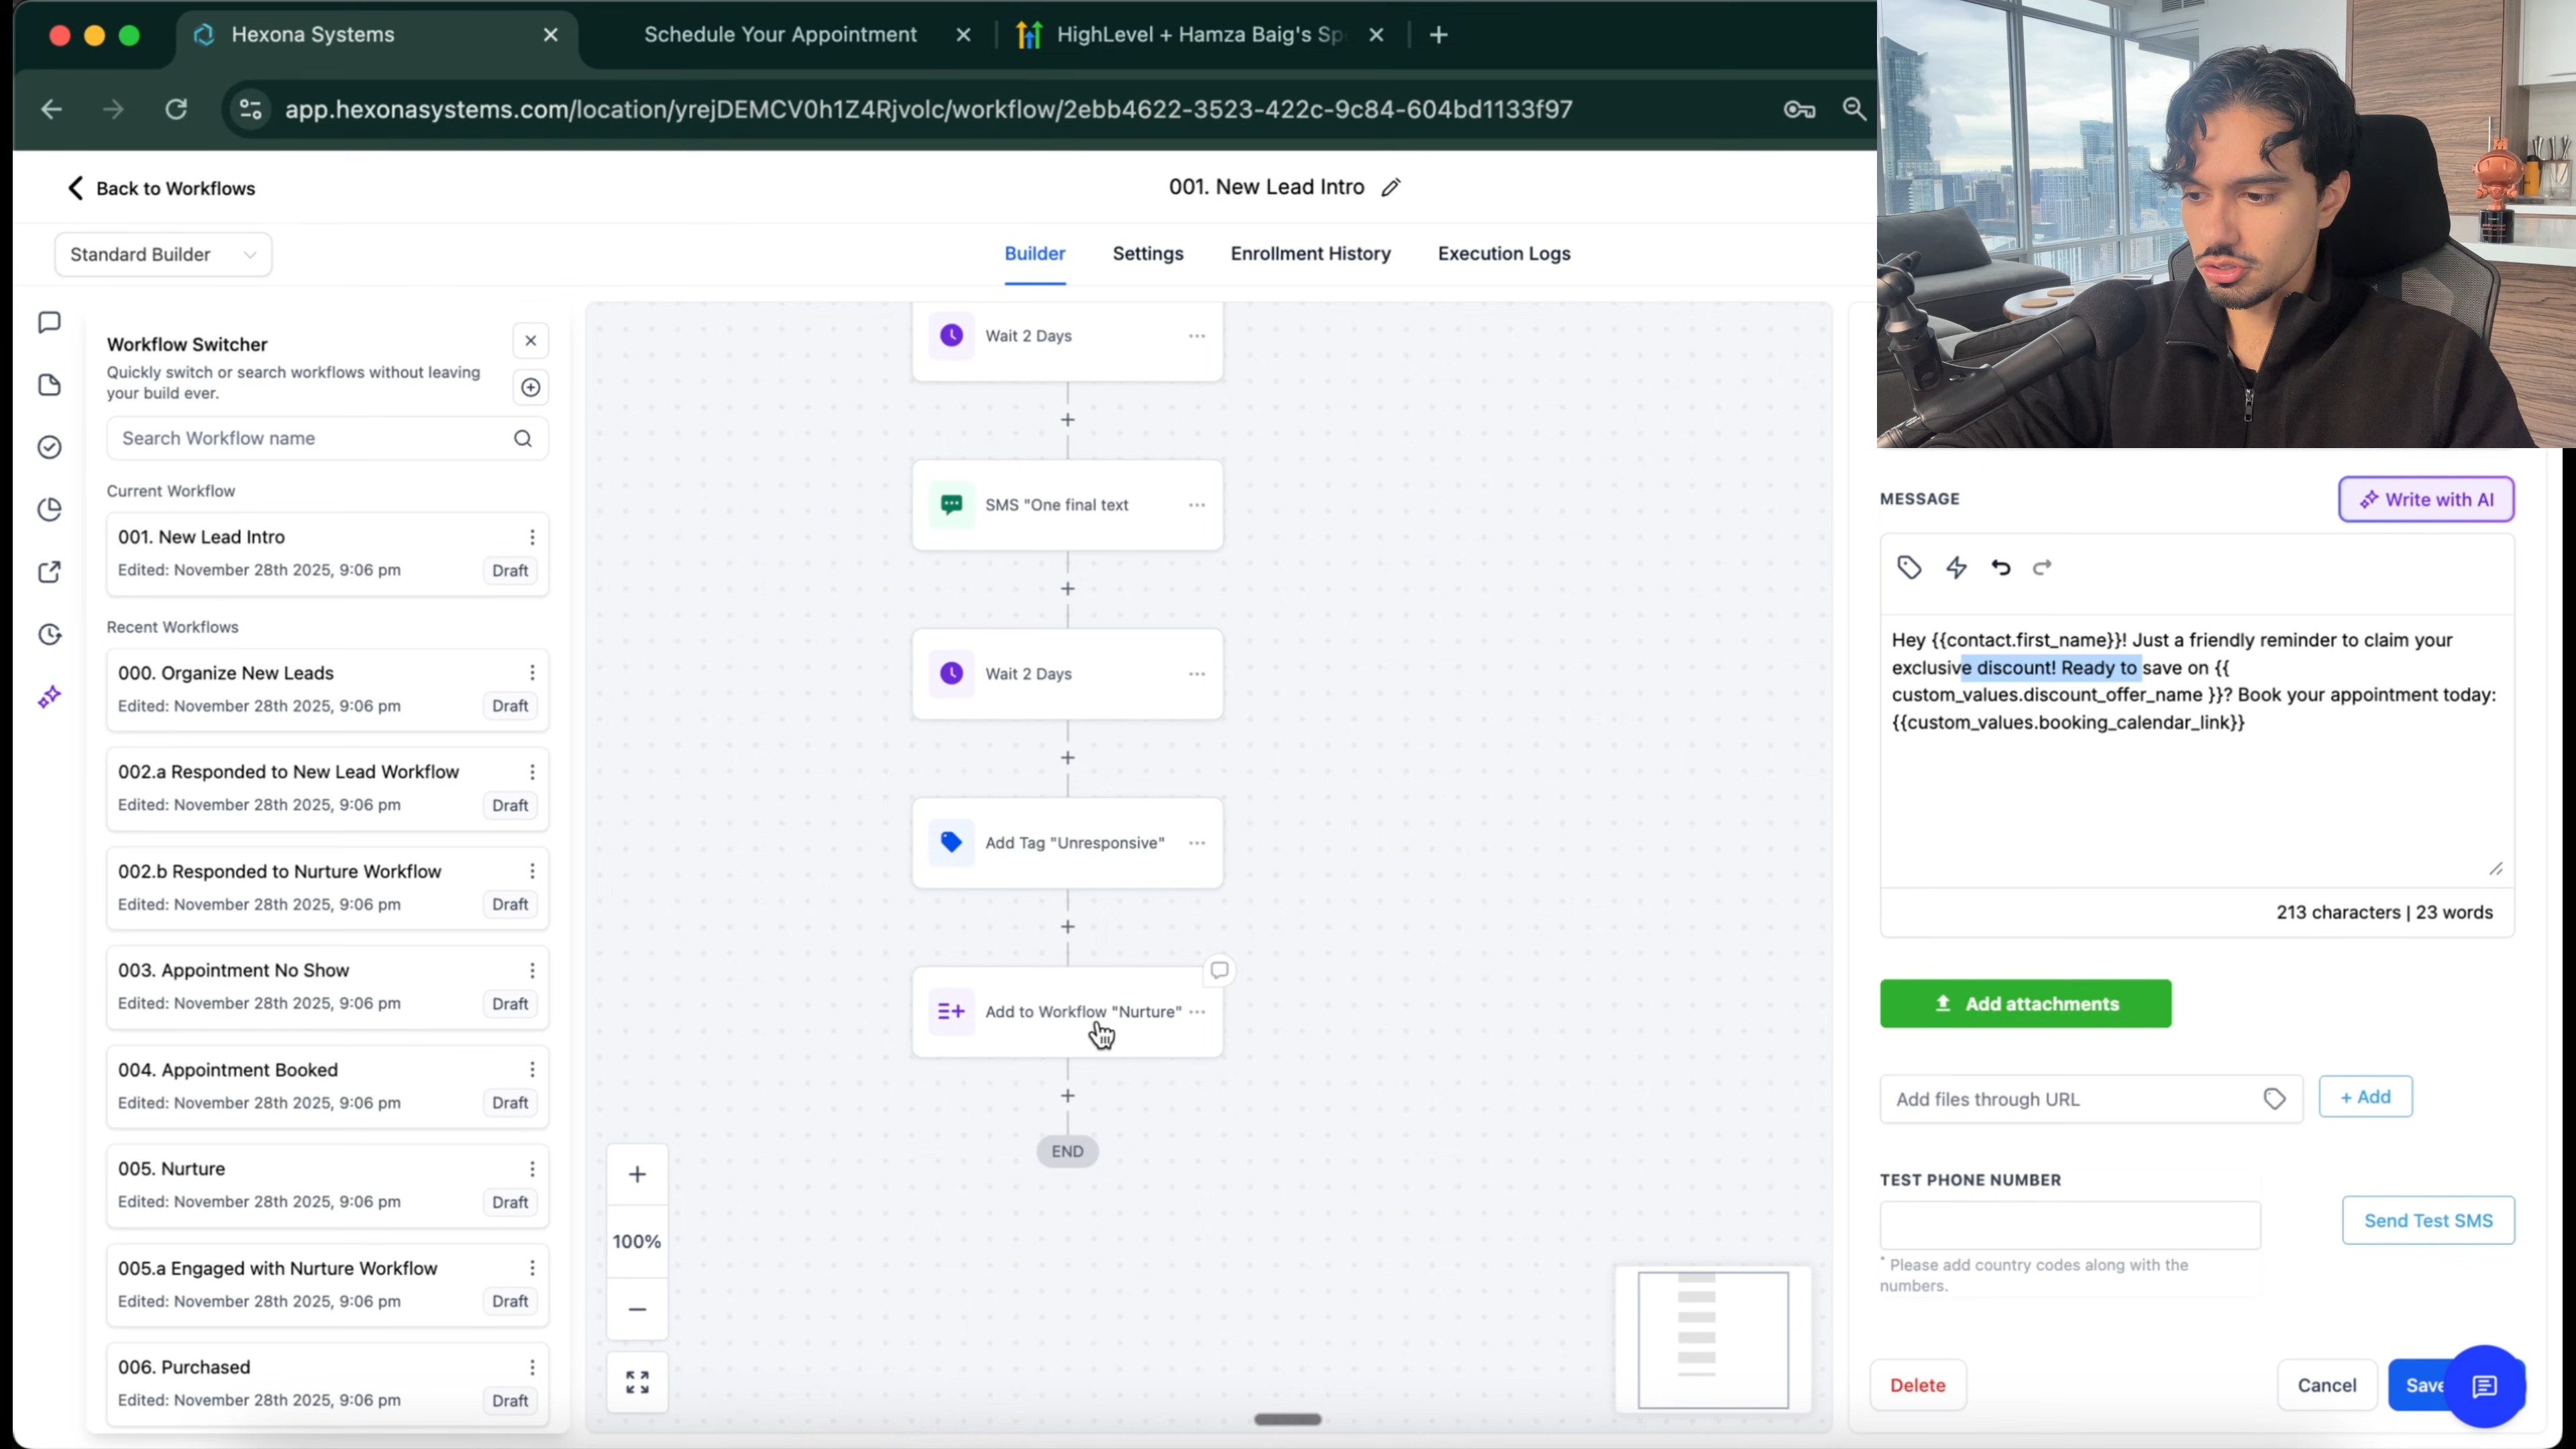 Hexona Systems
Schedule Your Appointment
HighLevel + Hamza Baig's Sp
app.hexonasystems.com/location/yrejDEMCV0h1Z4Rjvolc/workflow/2ebb4622-3523-422c-9c84-604bd1133f97
Back to Workflows
001. New Lead Intro
Standard Builder
Builder
Settings
Enrollment History
Execution Logs
Workflow Switcher
Quickly switch or search workflows without leaving
your build ever.
Search Workflow name
Current Workflow
001. New Lead Intro
Edited: November 28th 2025, 9:06 pm
Draft
Recent Workflows
000. Organize New Leads
Edited: November 28th 2025, 9:06 pm
Draft
002.a Responded to New Lead Workflow
Edited: November 28th 2025, 9:06 pm
Draft
002.b Responded to Nurture Workflow
Edited: November 28th 2025, 9:06 pm
Draft
003. Appointment No Show
Edited: November 28th 2025, 9:06 pm
Draft
004. Appointment Booked
Edited: November 28th 2025, 9:06 pm
Draft
005. Nurture
Edited: November 28th 2025, 9:06 pm
Draft
005.a Engaged with Nurture Workflow
Edited: November 28th 2025, 9:06 pm
Draft
006. Purchased
Edited: November 28th 2025, 9:06 pm
Draft
Wait 2 Days
SMS "One final text
Wait 2 Days
Add Tag "Unresponsive"
Add to Workflow "Nurture"
END
100%
MESSAGE
Write with AI
Hey {{contact.first_name}}! Just a friendly reminder to claim your
exclusive discount! Ready to save on {{
custom_values.discount_offer_name }}? Book your appointment today:
{{custom_values.booking_calendar_link}}
213 characters | 23 words
Add attachments
Add files through URL
+ Add
TEST PHONE NUMBER
Send Test SMS
* Please add country codes along with the
numbers.
Delete
Cancel
Save